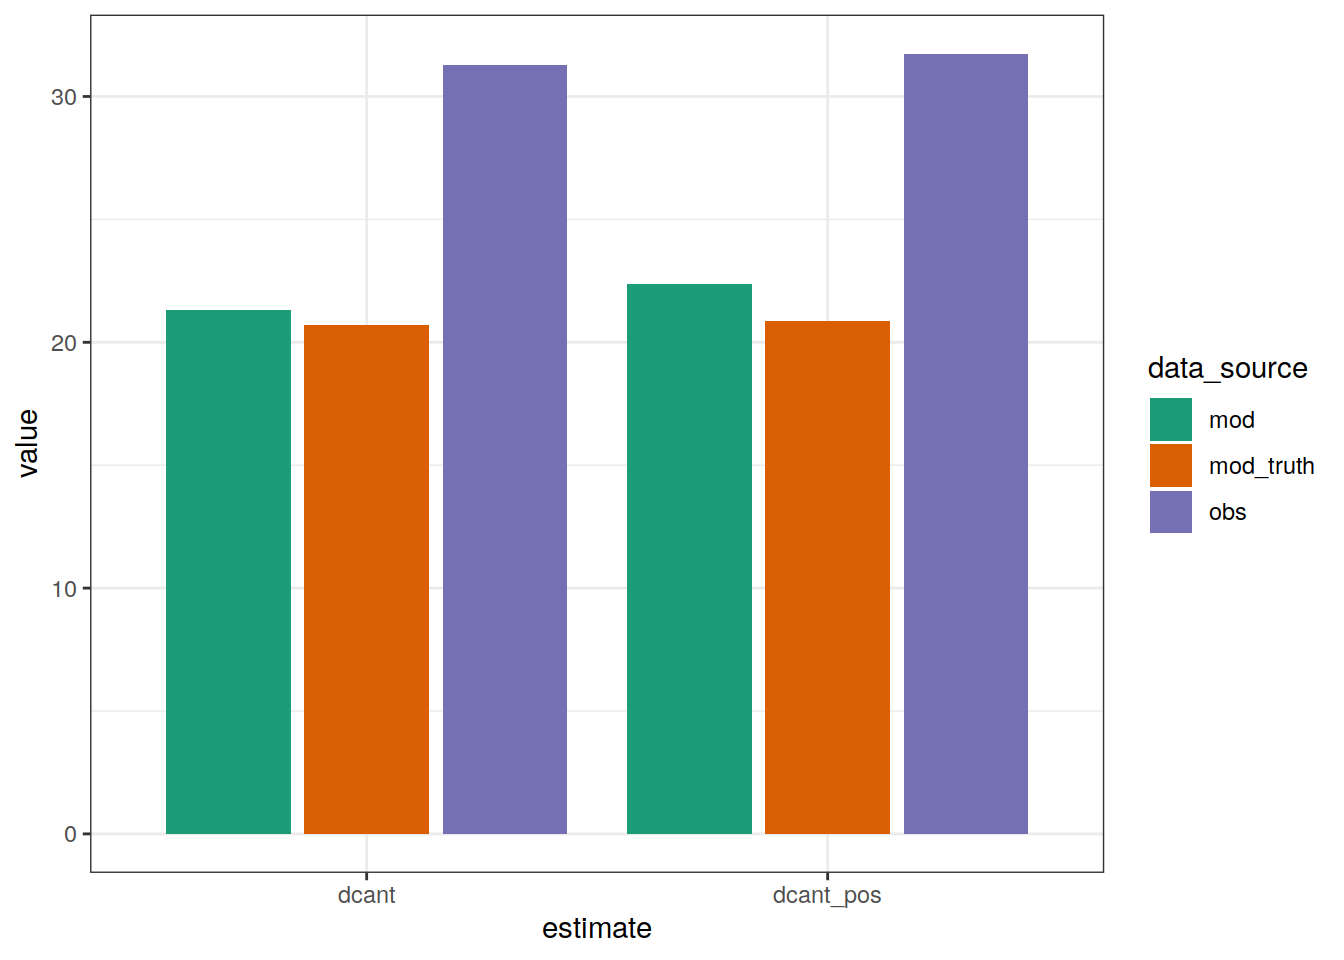 30
20
10
0
value
dcant
dcant_pos
estimate
data_source
mod
mod_truth
obs